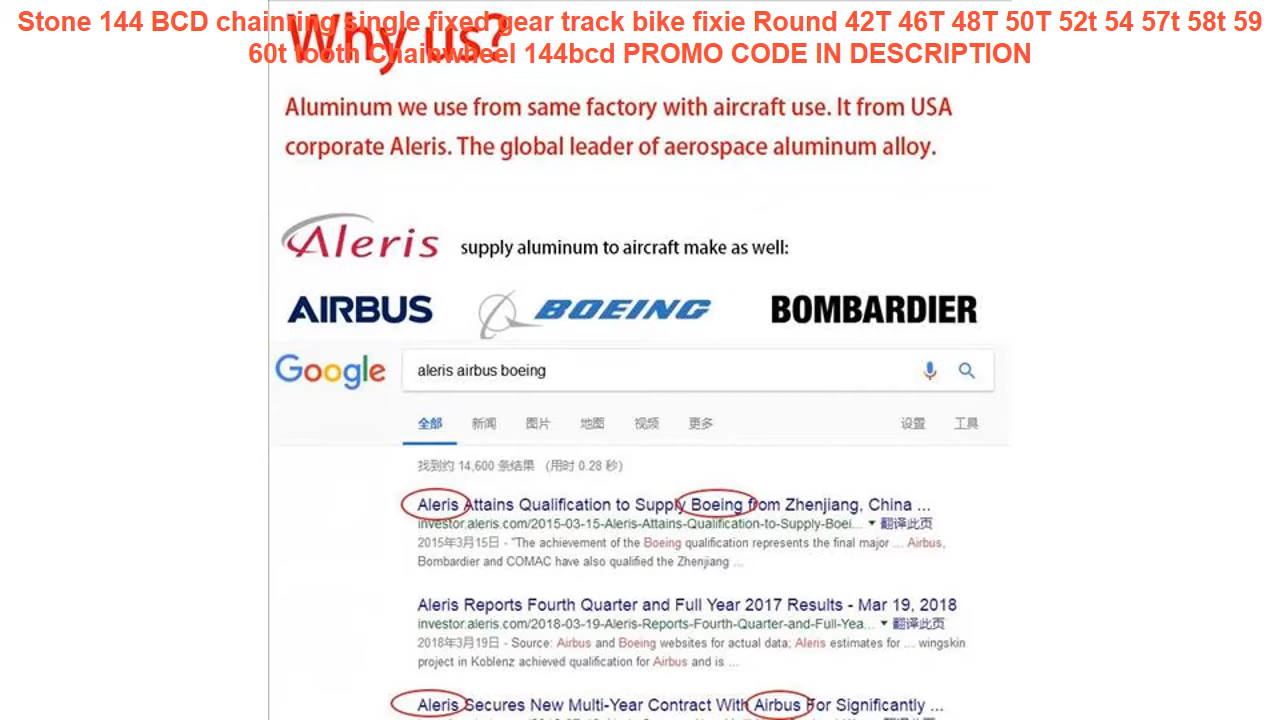 Stone 144 BCD chainring single fixed gear track bike fixie Round 42T 46T 48T 50T 52t 54 57t 58t 59
60t tooth Chainwheel 144bcd PROMO CODE IN DESCRIPTION
Why us?
Aluminum we use from same factory with aircraft use. It from USA
corporate Aleris. The global leader of aerospace aluminum alloy.
Aleris supply aluminum to aircraft make as well:
AIRBUS BOEING BOMBARDIER
Google aleris airbus boeing
全部 新闻 图片 地图 视频 更多 设置 工具
找到约 14,600 条结果 (用时 0.28 秒)
Aleris Attains Qualification to Supply Boeing from Zhenjiang, China ...
investor.aleris.com/2015-03-15-Aleris-Attains-Qualification-to-Supply-Boei... ▼ 翻译此页
2015年3月15日 - "The achievement of the Boeing qualification represents the final major ... Airbus,
Bombardier and COMAC have also qualified the Zhenjiang ...
Aleris Reports Fourth Quarter and Full Year 2017 Results - Mar 19, 2018
investor.aleris.com/2018-03-19-Aleris-Reports-Fourth-Quarter-and-Full-Yea... ▼ 翻译此页
2018年3月19日 - Source: Airbus and Boeing websites for actual data; Aleris estimates for ... wingskin
project in Koblenz achieved qualification for Airbus and is ...
Aleris Secures New Multi-Year Contract With Airbus For Significantly ...